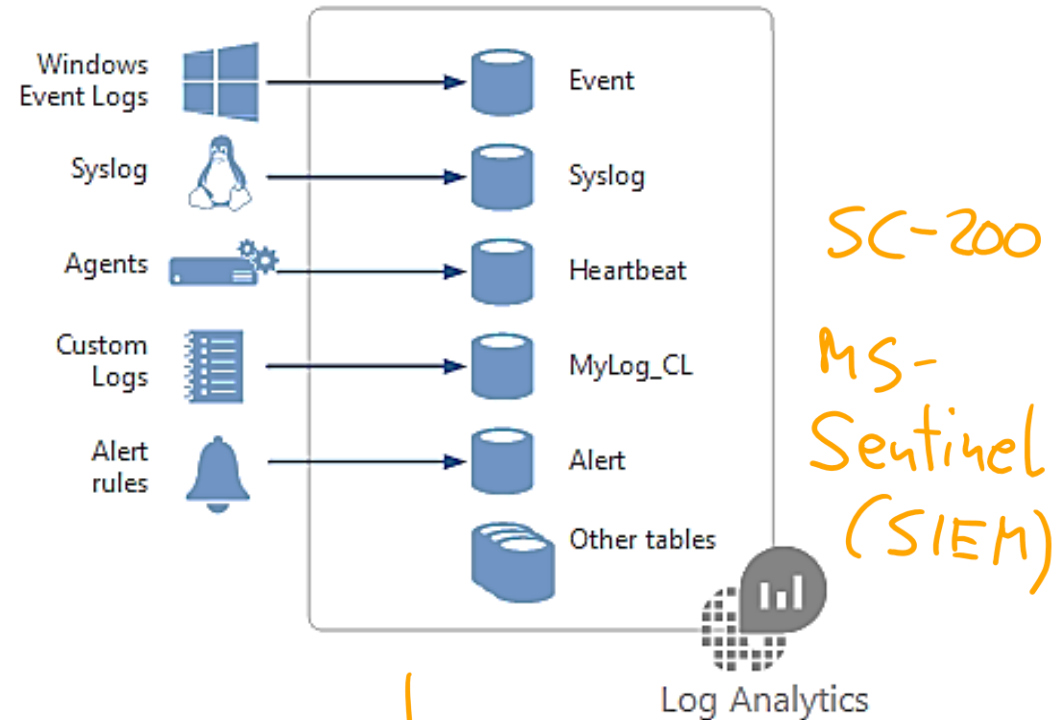 Windows
Event Logs
Event
Syslog
Syslog
Agents
Heartbeat
Custom
Logs
MyLog_CL
Alert
rules
Alert
Other tables
Log Analytics
SC-200
MS-
Sentinel
(SIEM)